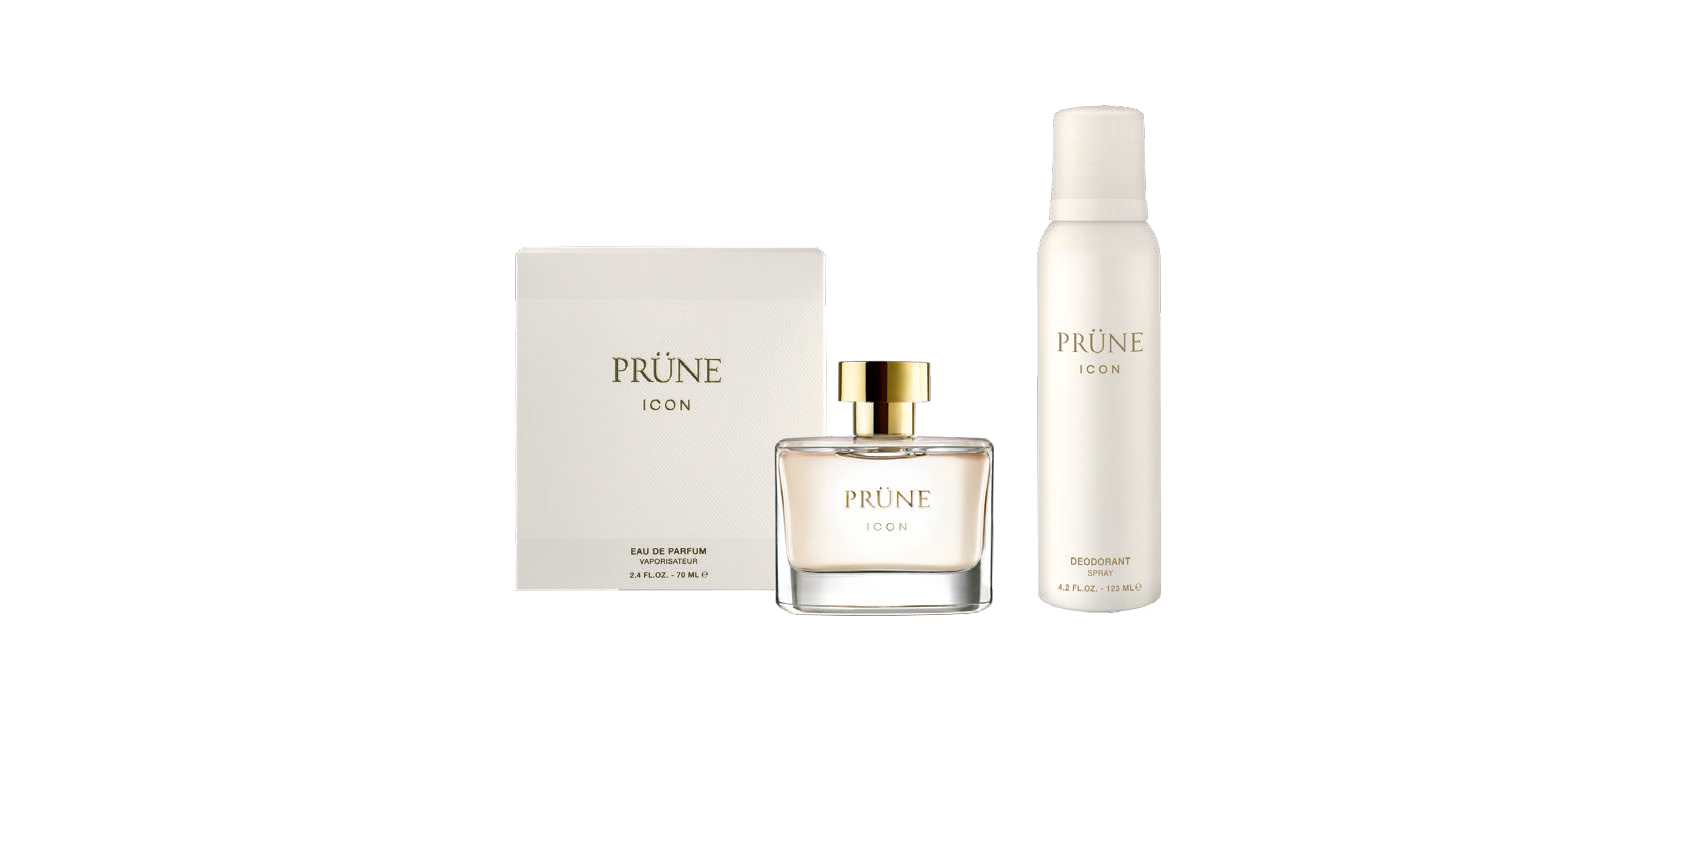 PRÜNE
ICON
EAU DE PARFUM
VAPORISATEUR
2.4 FL.OZ. - 70 ML ℮
PRÜNE
ICON
PRÜNE
ICON
DEODORANT
SPRAY
4.2 FL.OZ. - 123 ML ℮